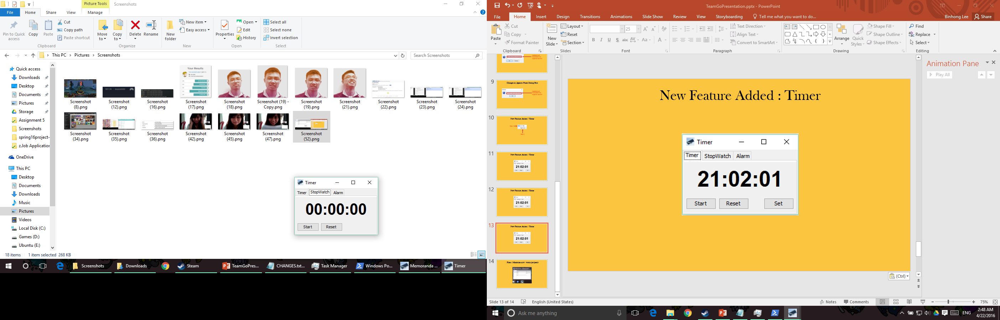 Picture Tools
Screenshots
File
Home
Share
View
Manage
Pin to Quick access
Copy
Paste
Cut
Copy path
Paste shortcut
Clipboard
Move to
Copy to
Delete
Rename
Organize
New folder
New item
Easy access
New
Properties
Open
Edit
History
Open
Select all
Select none
Invert selection
Select
This PC > Pictures > Screenshots
Search Screenshots
Quick access
Downloads
Desktop
Documents
Pictures
Storage
Assignment 5
Screenshots
spring16project-
z.Job Application
OneDrive
This PC
Desktop
Documents
Downloads
Music
Pictures
Videos
Local Disk (C:)
Games (D:)
Ubuntu (E:)
Your Results
Screenshot (8).png
Screenshot (12).png
Screenshot (16).png
Screenshot (17).png
Screenshot (18).png
Screenshot (19) - Copy.png
Screenshot (19).png
Screenshot (21).png
Screenshot (22).png
Screenshot (23).png
Screenshot (24).png
Screenshot (34).png
Screenshot (35).png
Screenshot (36).png
Screenshot (42).png
Screenshot (45).png
Screenshot (47).png
Screenshot (52).png
Timer
Timer StopWatch Alarm
00:00:00
Start Reset
18 items 1 item selected 268 KB
Screenshots
Downloads
Steam
TeamGoPres...
CHANGES.txt...
Task Manager
Windows Po...
Memoranda ...
Timer
TeamGoPresentation.pptx - PowerPoint
File
Home
Insert
Design
Transitions
Animations
Slide Show
Review
View
Storyboarding
Tell me what you want to do...
Binhong Lee
Share
Paste
Cut
Copy
Format Painter
Clipboard
New Slide
Layout
Reset
Section
Slides
25
B I U S abc AV Aa A
Font
Text Direction
Align Text
Convert to SmartArt
Paragraph
Arrange
Quick Styles
Shape Fill
Shape Outline
Shape Effects
Drawing
Find
Replace
Select
Editing
9
Changes in Agenda Panel Dialog Box
10
New Feature Added : Timer
11
New Feature Added : Timer
21:02:01
12
New Feature Added : Timer
21:02:01
13
New Feature Added : Timer
21:02:01
14
New Feature Added : Timer
Timer
Timer StopWatch Alarm
21:02:01
Start Reset Set
(Ctrl)
Animation Pane
Play All
Slide 13 of 14
English (United States)
Notes
Comments
75%
Ask me anything
ENG
2:48 AM
4/22/2016